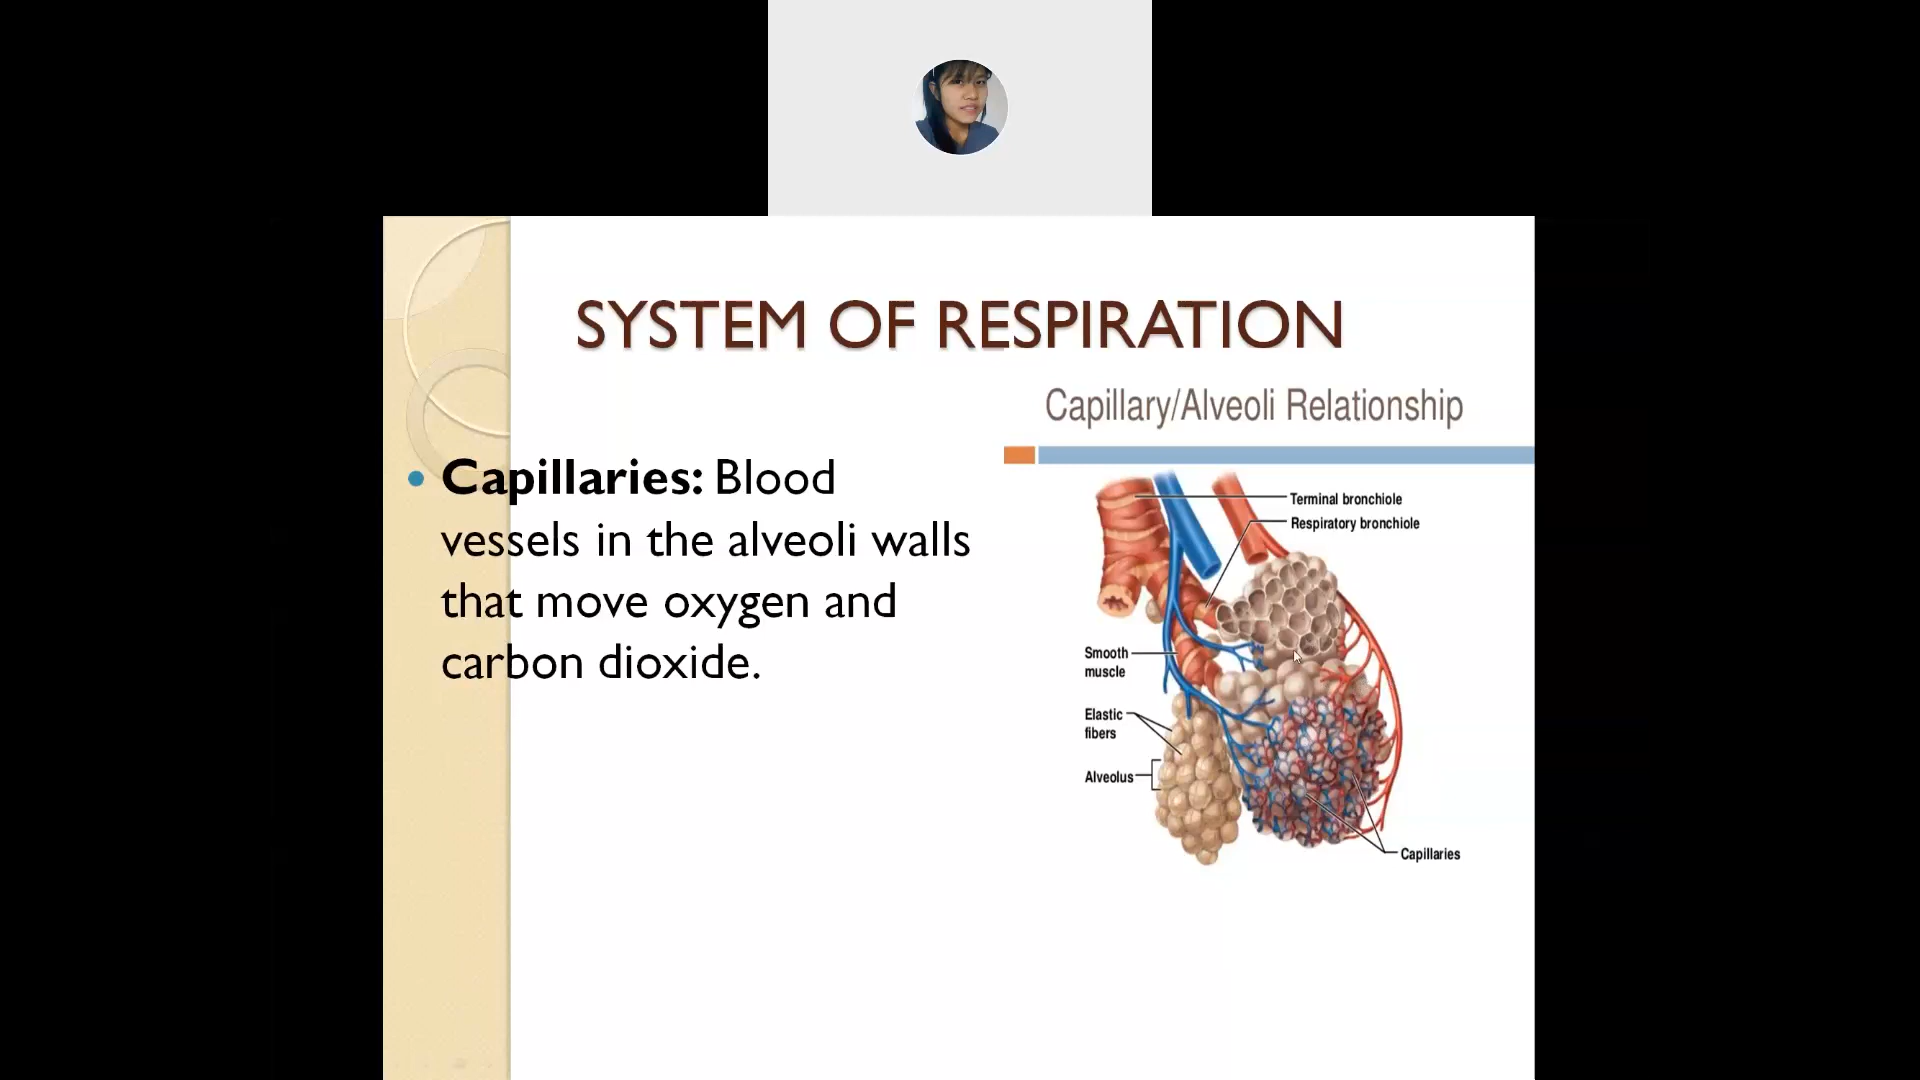 SYSTEM OF RESPIRATION
Capillary/Alveoli Relationship
Capillaries: Blood
vessels in the alveoli walls
that move oxygen and
carbon dioxide.
Terminal bronchiole
Respiratory bronchiole
Smooth
muscle
Elastic
fibers
Alveolus
Capillaries